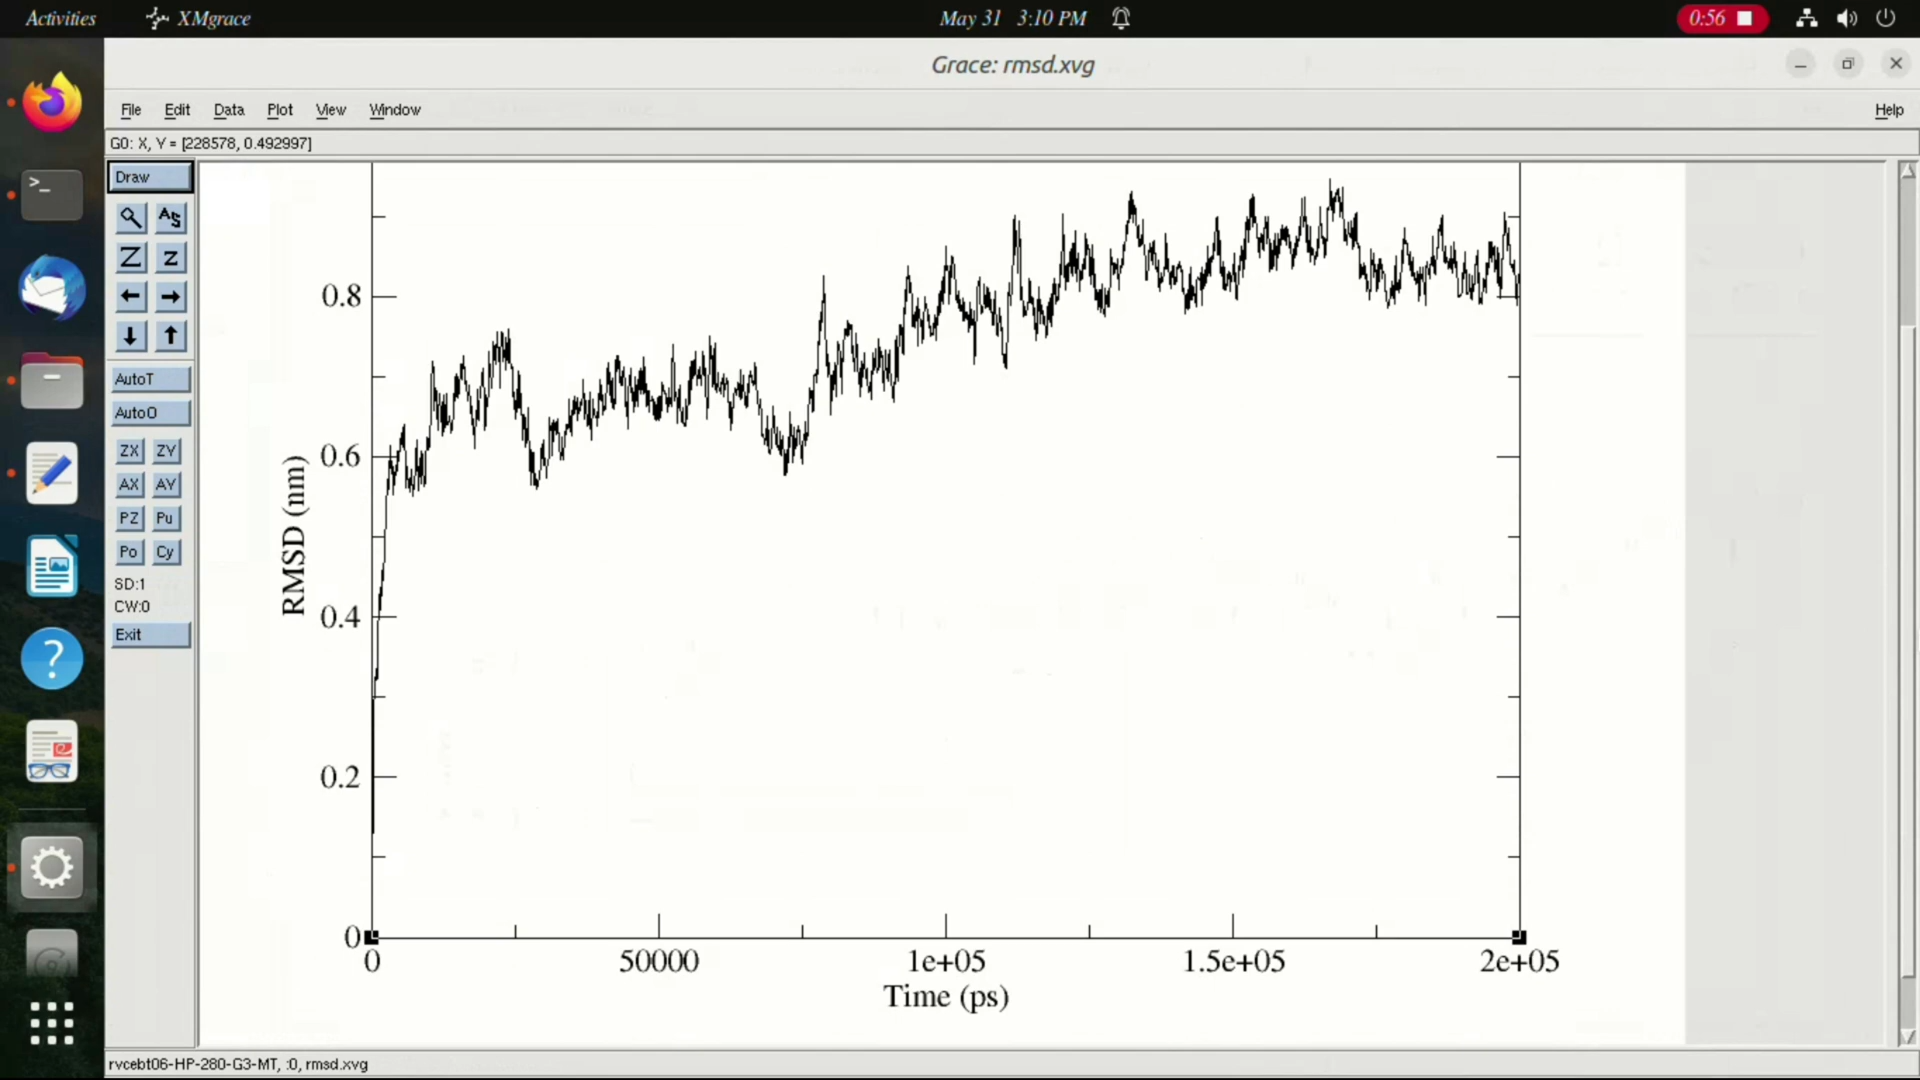 Activities XMgrace May 31 3:10 PM 0:56
Grace: rmsd.xvg
File Edit Data Plot View Window Help
G0: X, Y = [228578, 0.492997]
Draw
A S
Z z
AutoT
AutoO
ZX ZY
AX AY
PZ Pu
Po Cy
SD:1
CW:0
Exit
RMSD (nm)
0.8
0.6
0.4
0.2
0
0 50000 1e+05 1.5e+05 2e+05
Time (ps)
rvcebt06-HP-280-G3-MT, :0, rmsd.xvg